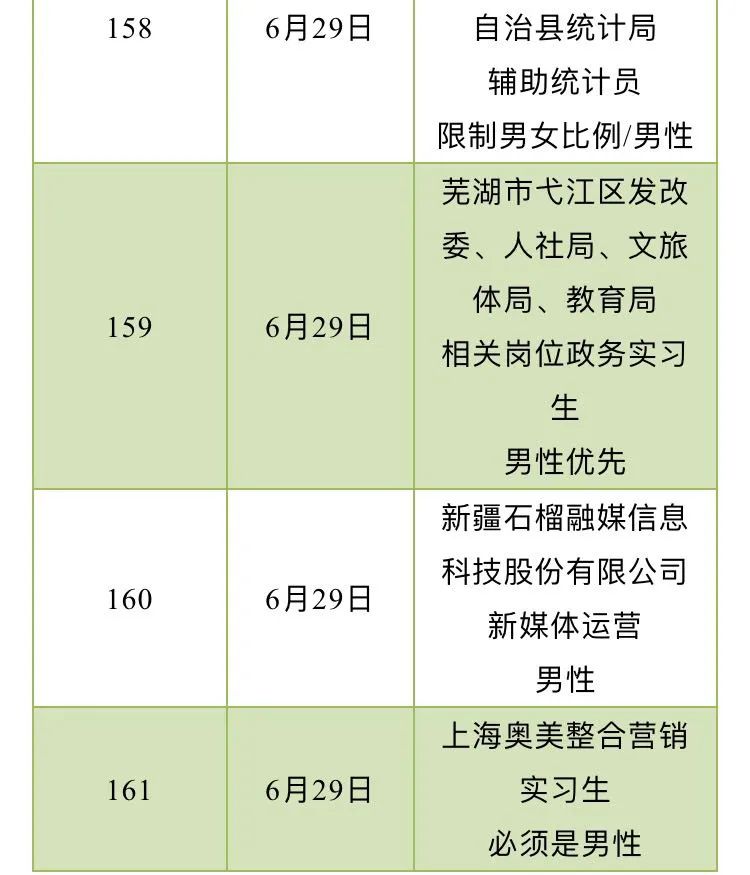 158
6月29日
自治县统计局
辅助统计员
限制男女比例/男性
159
6月29日
芜湖市弋江区发改
委、人社局、文旅
体局、教育局
相关岗位政务实习
生
男性优先
160
6月29日
新疆石榴融媒信息
科技股份有限公司
新媒体运营
男性
161
6月29日
上海奥美整合营销
实习生
必须是男性